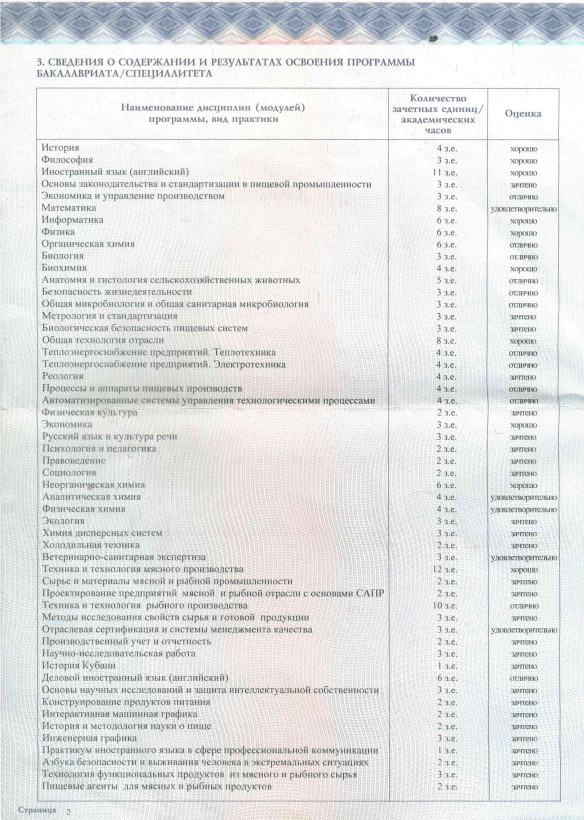 3. СВЕДЕНИЯ О СОДЕРЖАНИИ И РЕЗУЛЬТАТАХ ОСВОЕНИЯ ПРОГРАММЫ
БАКАЛАВРИАТА/СПЕЦИАЛИТЕТА
Наименование дисциплин (модулей) программы, вид практики Количество зачетных единиц/ академических часов Оценка
История 4 з.е. хорошо
Философия 3 з.е. хорошо
Иностранный язык (английский) 11 з.е. хорошо
Основы законодательства и стандартизации в пищевой промышленности 3 з.е. зачтено
Экономика и управление производством 3 з.е. отлично
Математика 8 з.е. удовлетворительно
Информатика 6 з.е. хорошо
Физика 6 з.е. хорошо
Органическая химия 6 з.е. отлично
Биология 3 з.е. отлично
Биохимия 4 з.е. хорошо
Анатомия и гистология сельскохозяйственных животных 5 з.е. отлично
Безопасность жизнедеятельности 3 з.е. отлично
Общая микробиология и общая санитарная микробиология 3 з.е. отлично
Метрология и стандартизация 3 з.е. зачтено
Биологическая безопасность пищевых систем 3 з.е. зачтено
Общая технология отрасли 8 з.е. хорошо
Теплоэнергоснабжение предприятий. Теплотехника 4 з.е. отлично
Теплоэнергоснабжение предприятий. Электротехника 4 з.е. отлично
Реология 4 з.е. зачтено
Процессы и аппараты пищевых производств 4 з.е. отлично
Автоматизированные системы управления технологическими процессами 4 з.е. отлично
Физическая культура 2 з.е. зачтено
Экономика 3 з.е. хорошо
Русский язык и культура речи 3 з.е. зачтено
Психология и педагогика 2 з.е. зачтено
Правоведение 2 з.е. зачтено
Социология 2 з.е. зачтено
Неорганическая химия 6 з.е. хорошо
Аналитическая химия 4 з.е. удовлетворительно
Физическая химия 4 з.е. удовлетворительно
Экология 3 з.е. зачтено
Химия дисперсных систем 3 з.е. зачтено
Холодильная техника 2 з.е. зачтено
Ветеринарно-санитарная экспертиза 3 з.е. удовлетворительно
Техника и технология мясного производства 12 з.е. хорошо
Сырье и материалы мясной и рыбной промышленности 2 з.е. зачтено
Проектирование предприятий мясной и рыбной отрасли с основами САПР 2 з.е. зачтено
Техника и технология рыбного производства 10 з.е. отлично
Методы исследования свойств сырья и готовой продукции 3 з.е. зачтено
Отраслевая сертификация и системы менеджмента качества 3 з.е. удовлетворительно
Производственный учет и отчетность 2 з.е. зачтено
Научно-исследовательская работа 3 з.е. зачтено
История Кубани 1 з.е. зачтено
Деловой иностранный язык (английский) 6 з.е. отлично
Основы научных исследований и защита интеллектуальной собственности 3 з.е. зачтено
Конструирование продуктов питания 2 з.е. зачтено
Интерактивная машинная графика 2 з.е. зачтено
История и методология науки о пище 2 з.е. зачтено
Инженерная графика 3 з.е. зачтено
Практикум иностранного языка в сфере профессиональной коммуникации 1 з.е. зачтено
Азбука безопасности и выживания человека в экстремальных ситуациях 2 з.е. зачтено
Технология функциональных продуктов из мясного и рыбного сырья 3 з.е. зачтено
Пищевые агенты для мясных и рыбных продуктов 2 з.е. зачтено
Страница 2